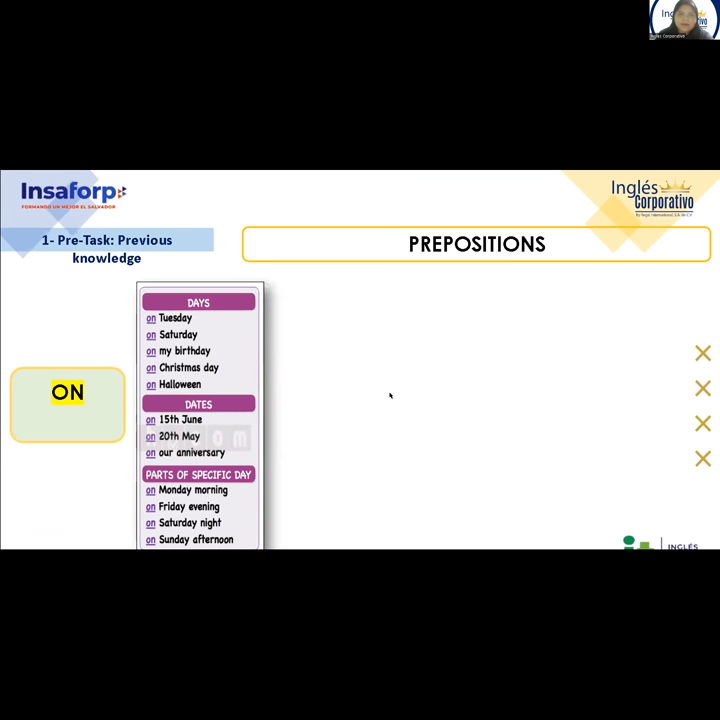 Inglés Corporativo
Insaforp
FORMANDO UN MEJOR EL SALVADOR
Inglés
Corporativo
1- Pre-Task: Previous
knowledge
PREPOSITIONS
ON
DAYS
on Tuesday
on Saturday
on my birthday
on Christmas day
on Halloween
DATES
on 15th June
on 20th May
on our anniversary
PARTS OF SPECIFIC DAY
on Monday morning
on Friday evening
on Saturday night
on Sunday afternoon
INGLÉS